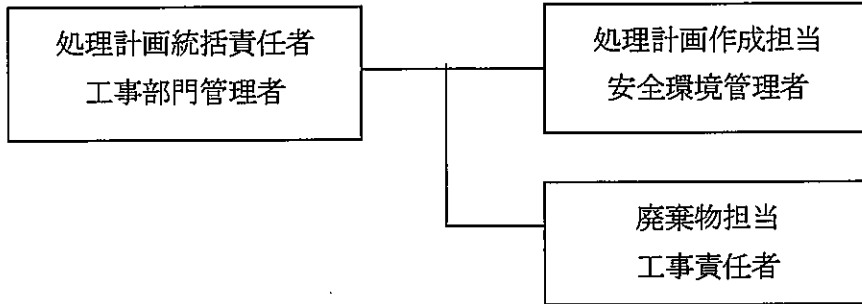 処理計画統括責任者
工事部門管理者
処理計画作成担当
安全環境管理者
廃棄物担当
工事責任者